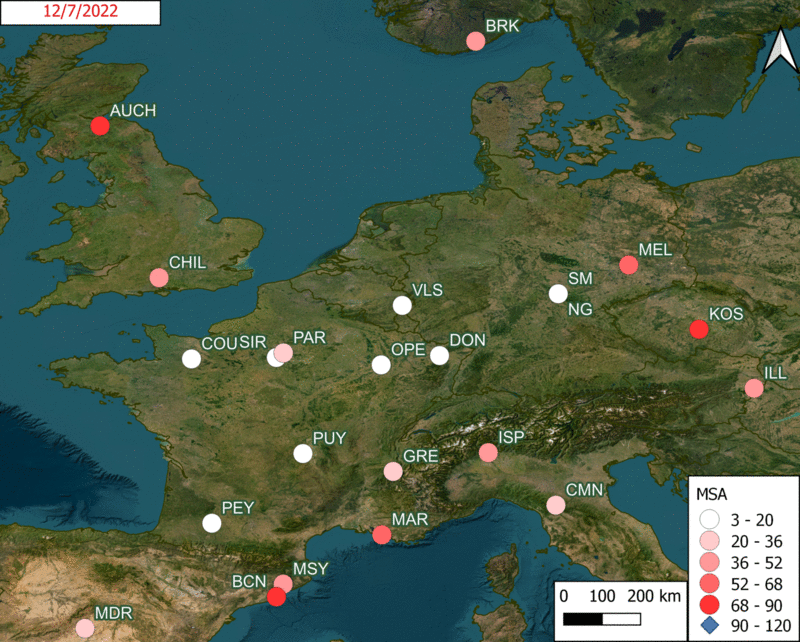 12/7/2022
BRK
AUCH
CHIL
MEL
SM
VLS
NG
KOS
COU SIR PAR
OPE DON
ILL
PUY
ISP
GRE
CMN
PEY
MAR
MSY
BCN
MDR
0 100 200 km
MSA
3 - 20
20 - 36
36 - 52
52 - 68
68 - 90
90 - 120